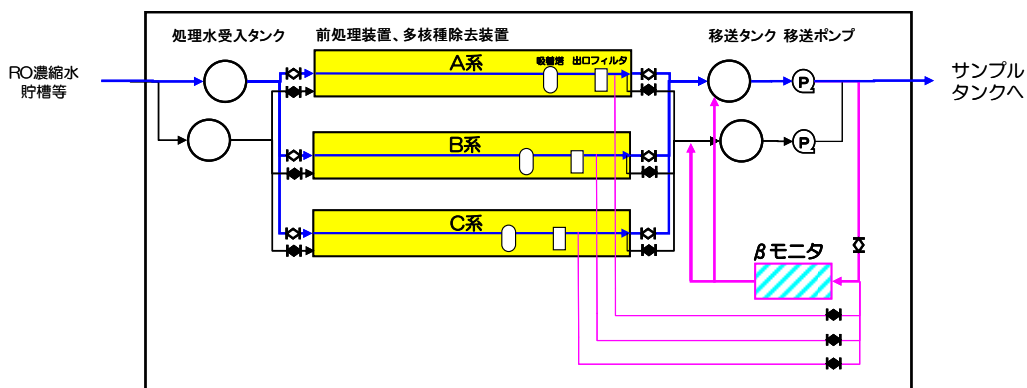 処理水受入タンク
前処理装置、多核種除去装置
移送タンク 移送ポンプ
RO濃縮水
貯槽等
A系
吸着塔 出口フィルタ
P
サンプル
タンクへ
B系
P
C系
βモニタ